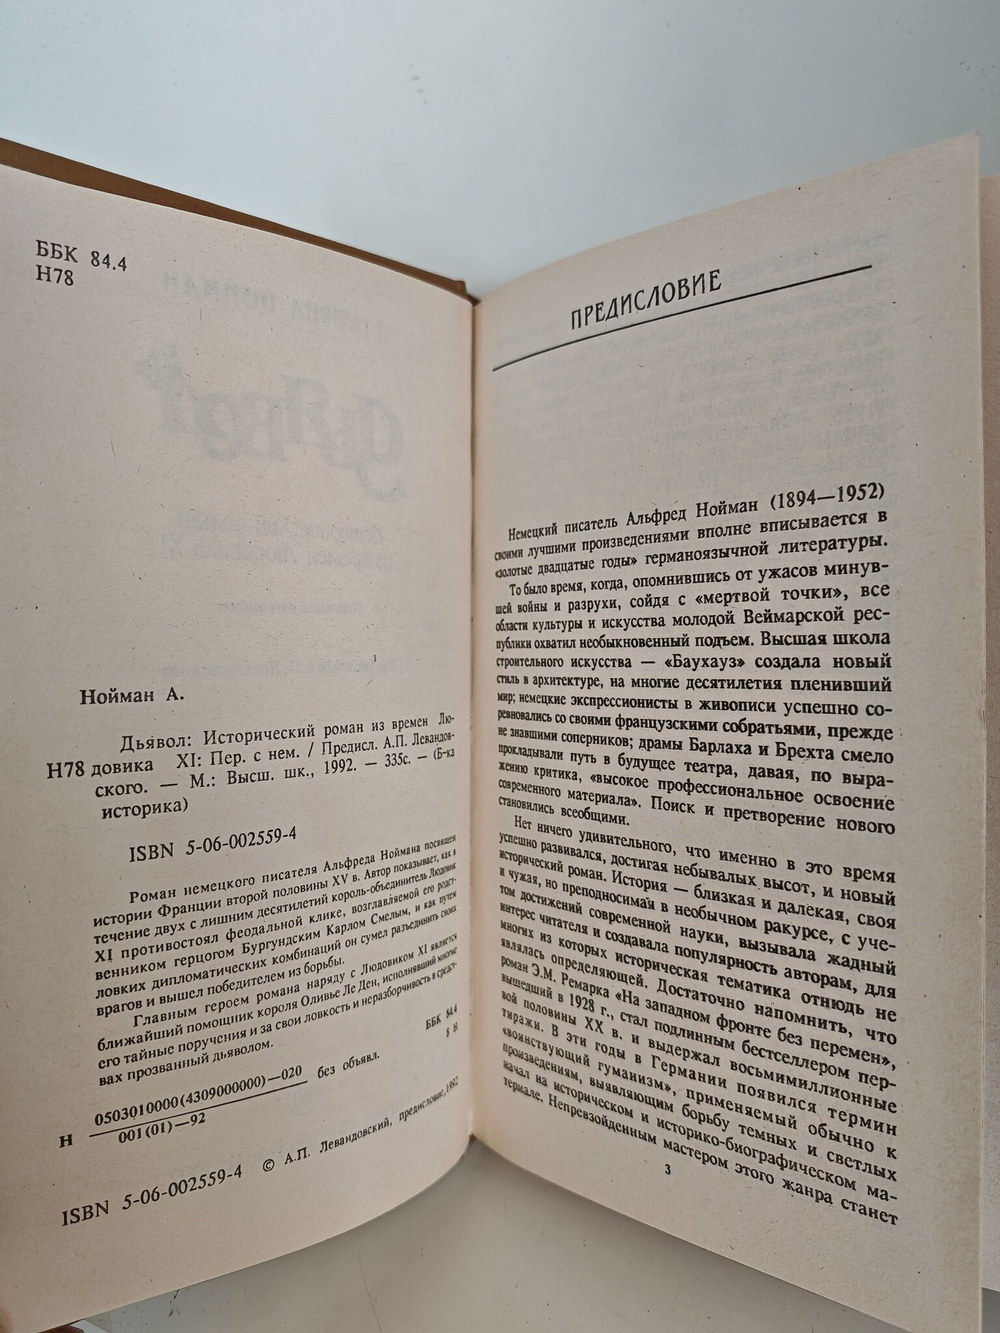 ББК 84.4
Н78
Нойман А.
Дьявол: Исторический роман из времен Лю-
Н78 довика XI: Пер. с нем. / Предисл. А.П. Левандов-
ского. — М.: Высш. шк., 1992. — 335с. — (Б-ка
историка)
ISBN 5-06-002559-4
Роман немецкого писателя Альфреда Ноймана посвящен
истории Франции второй половины XV в. Автор показывает, как в
течение двух с лишним десятилетий король-объединитель Людовик
XI противостоял феодальной клике, возглавляемой его родст-
венником герцогом Бургундским Карлом Смелым, и как путем
ловких дипломатических комбинаций он сумел разъединить своих
врагов и вышел победителем из борьбы.
Главным героем романа наряду с Людовиком XI является
ближайший помощник короля Оливье Ле Ден, исполнявший многие
его тайные поручения и за свои ловкость и неразборчивость в средст-
вах прозванный дьяволом.
Н 0503010000(4309000000)—020 без объявл.
001(01)—92
ББК 84.4
8 Н
ISBN 5-06-002559-4 © А.П. Левандовский, предисловие, 1992
ПРЕДИСЛОВИЕ
Немецкий писатель Альфред Нойман (1894—1952)
своими лучшими произведениями вполне вписывается в
«золотые двадцатые годы» германоязычной литературы.
То было время, когда, опомнившись от ужасов минув-
шей войны и разрухи, сойдя с «мертвой точки», все
области культуры и искусства молодой Веймарской рес-
публики охватил необыкновенный подъем. Высшая школа
строительного искусства — «Баухауз» создала новый
стиль в архитектуре, на многие десятилетия пленивший
мир; немецкие экспрессионисты в живописи успешно со-
ревновались со своими французскими собратьями, прежде
не знавшими соперников; драмы Барлаха и Брехта смело
прокладывали путь в будущее театра, давая, по выра-
жению критика, «высокое профессиональное освоение
современного материала». Поиск и претворение нового
становились всеобщими.
Нет ничего удивительного, что именно в это время
успешно развивался, достигая небывалых высот, и новый
исторический роман. История — близкая и далекая, своя
и чужая, но преподносимая в необычном ракурсе, с уче-
том достижений современной науки, вызывала жадный
интерес читателя и создавала популярность авторам, для
многих из которых историческая тематика отнюдь не
являлась определяющей. Достаточно напомнить, что
роман Э.М. Ремарка «На западном фронте без перемен»,
вышедший в 1928 г., стал подлинным бестселлером пер-
вой половины XX в. и выдержал восьмимиллионные
тиражи. В эти годы в Германии появился термин
«воинствующий гуманизм», применяемый обычно к
произведениям, выявляющим борьбу темных и светлых
начал на историческом и историко-биографическом ма-
териале. Непревзойденным мастером этого жанра станет
3